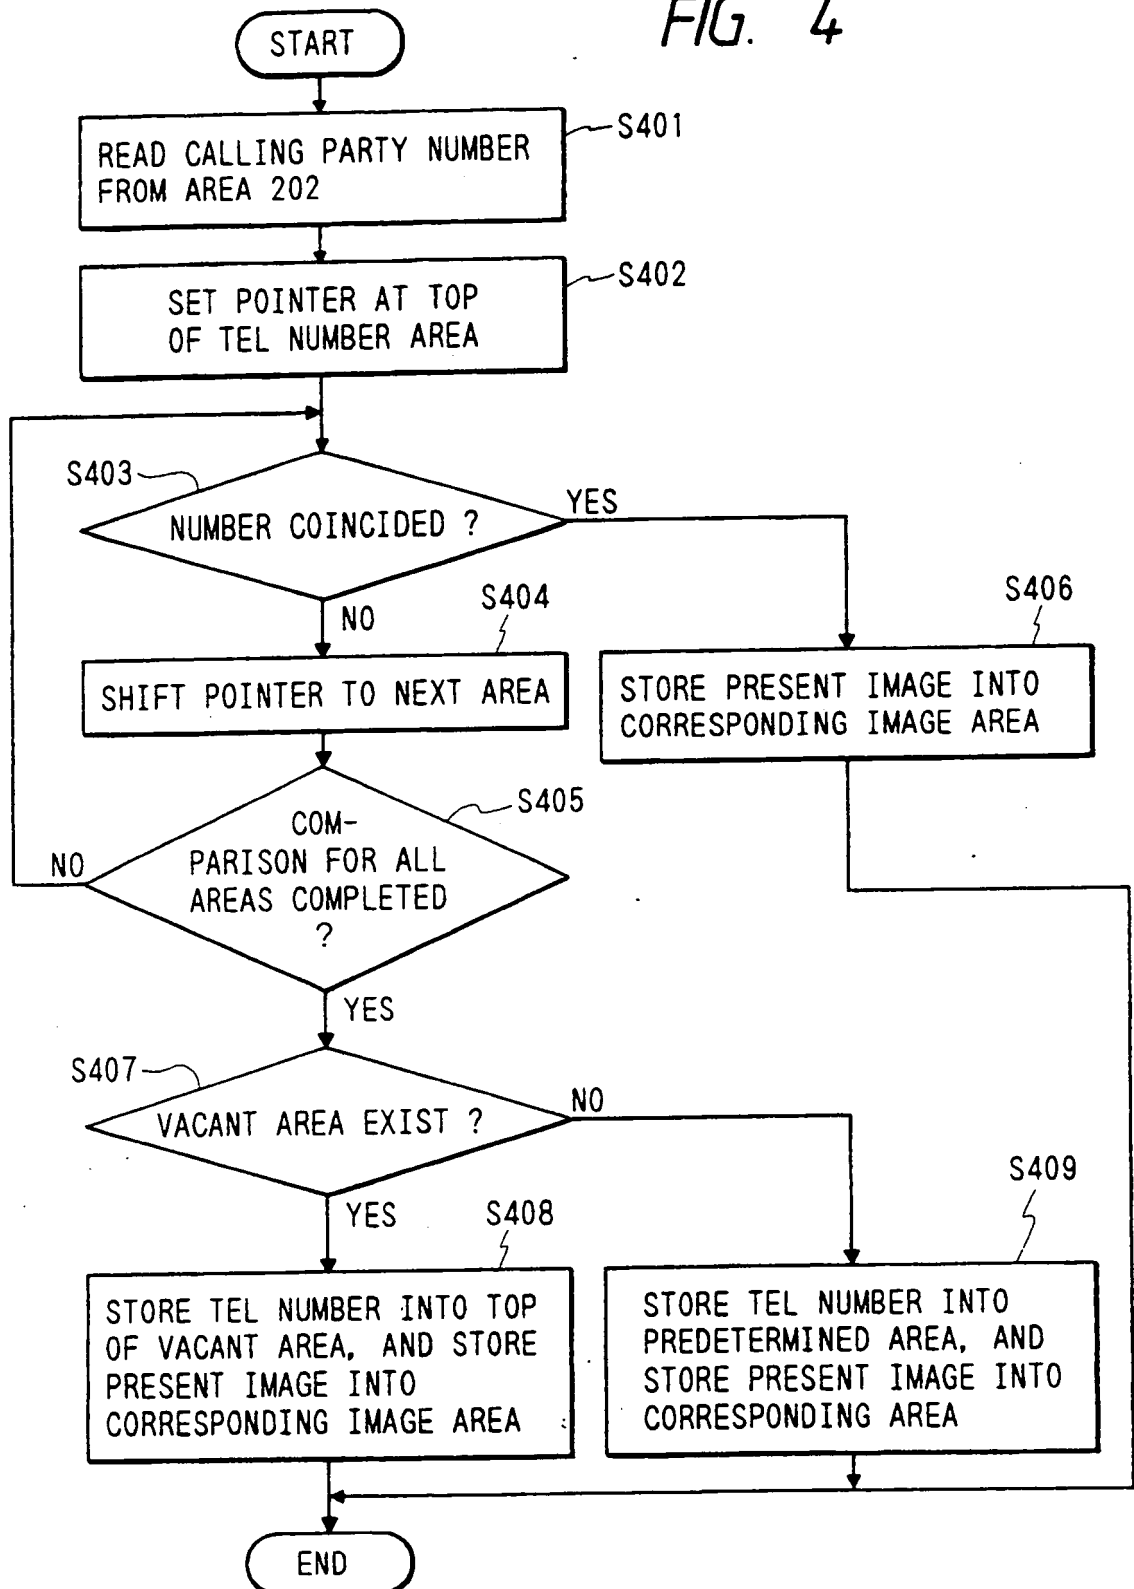 FIG. 4
START
READ CALLING PARTY NUMBER
FROM AREA 202
S401
SET POINTER AT TOP
OF TEL NUMBER AREA
S402
S403
NUMBER COINCIDED ?
YES
NO
S404
SHIFT POINTER TO NEXT AREA
S406
STORE PRESENT IMAGE INTO
CORRESPONDING IMAGE AREA
S405
COM-
PARISON FOR ALL
AREAS COMPLETED
?
NO
YES
S407
VACANT AREA EXIST ?
NO
YES
S408
STORE TEL NUMBER INTO TOP
OF VACANT AREA, AND STORE
PRESENT IMAGE INTO
CORRESPONDING IMAGE AREA
S409
STORE TEL NUMBER INTO
PREDETERMINED AREA, AND
STORE PRESENT IMAGE INTO
CORRESPONDING AREA
END